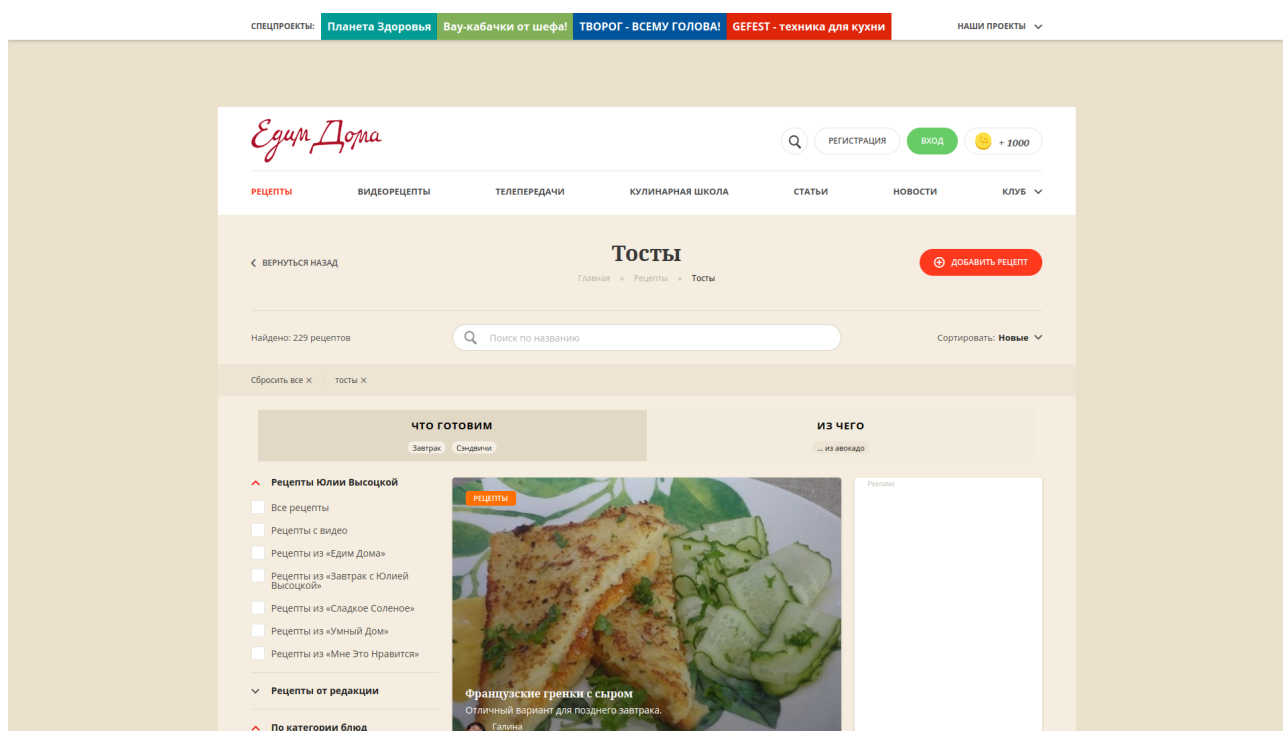 СПЕЦПРОЕКТЫ: Планета Здоровья Вау-кабачки от шефа! ТВОРОГ - ВСЕМУ ГОЛОВА! GEFEST - техника для кухни НАШИ ПРОЕКТЫ
Едим Дома
РЕГИСТРАЦИЯ ВХОД + 1000
РЕЦЕПТЫ ВИДЕОРЕЦЕПТЫ ТЕЛЕПЕРЕДАЧИ КУЛИНАРНАЯ ШКОЛА СТАТЬИ НОВОСТИ КЛУБ
ВЕРНУТЬСЯ НАЗАД
Тосты
Главная » Рецепты » Тосты
ДОБАВИТЬ РЕЦЕПТ
Найдено: 229 рецептов
Поиск по названию
Сортировать: Новые
Сбросить все × тосты ×
ЧТО ГОТОВИМ
Завтрак Сэндвичи
ИЗ ЧЕГО
... из авокадо
Рецепты Юлии Высоцкой
Все рецепты
Рецепты с видео
Рецепты из «Едим Дома»
Рецепты из «Завтрак с Юлией
Высоцкой»
Рецепты из «Сладкое Соленое»
Рецепты из «Умный Дом»
Рецепты из «Мне Это Нравится»
Рецепты от редакции
По категории блюд
РЕЦЕПТЫ
Французские гренки с сыром
Отличный вариант для позднего завтрака.
Галина
Реклама